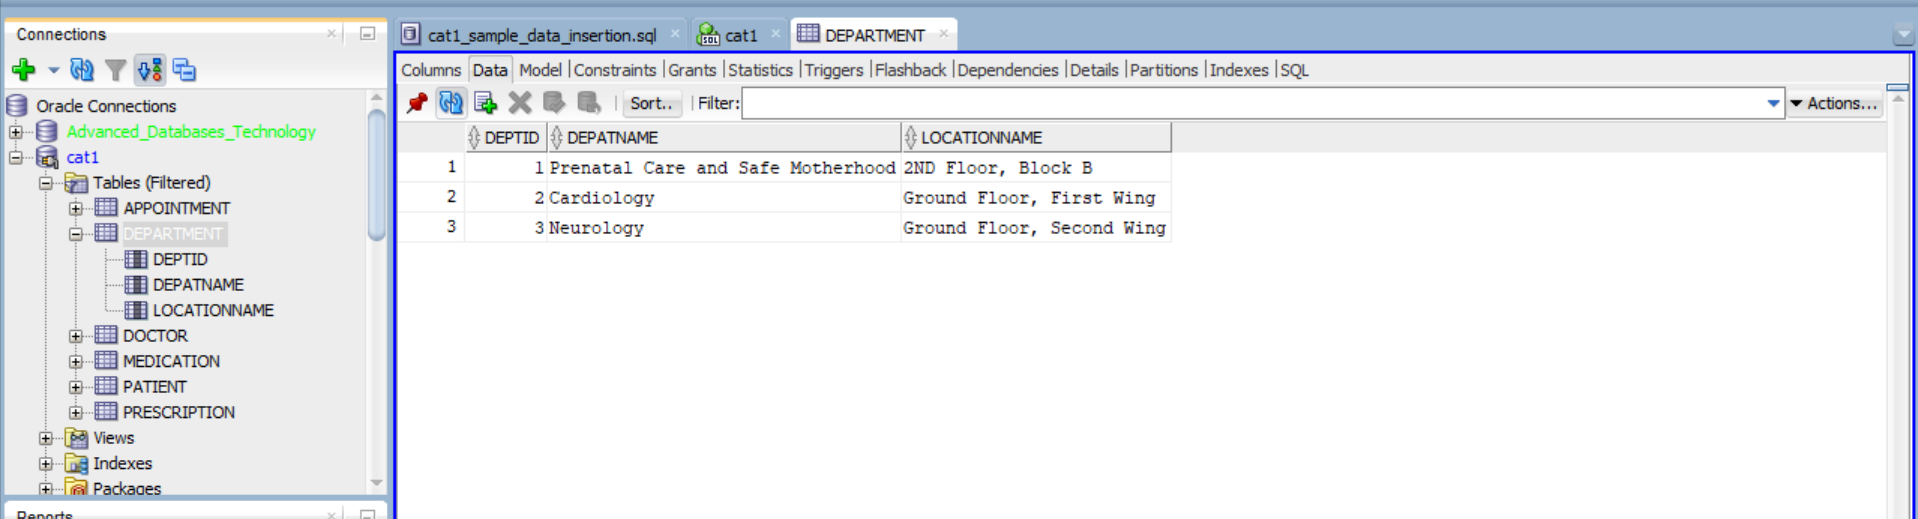 Connections
Oracle Connections
Advanced_Databases_Technology
cat1
Tables (Filtered)
APPOINTMENT
DEPARTMENT
DEPTID
DEPATNAME
LOCATIONNAME
DOCTOR
MEDICATION
PATIENT
PRESCRIPTION
Views
Indexes
Packages
Reports
cat1_sample_data_insertion.sql
SQL cat1
DEPARTMENT
Columns Data Model Constraints Grants Statistics Triggers Flashback Dependencies Details Partitions Indexes SQL
Sort.. Filter: Actions...
DEPTID DEPATNAME LOCATIONNAME
1 1 Prenatal Care and Safe Motherhood 2ND Floor, Block B
2 2 Cardiology Ground Floor, First Wing
3 3 Neurology Ground Floor, Second Wing